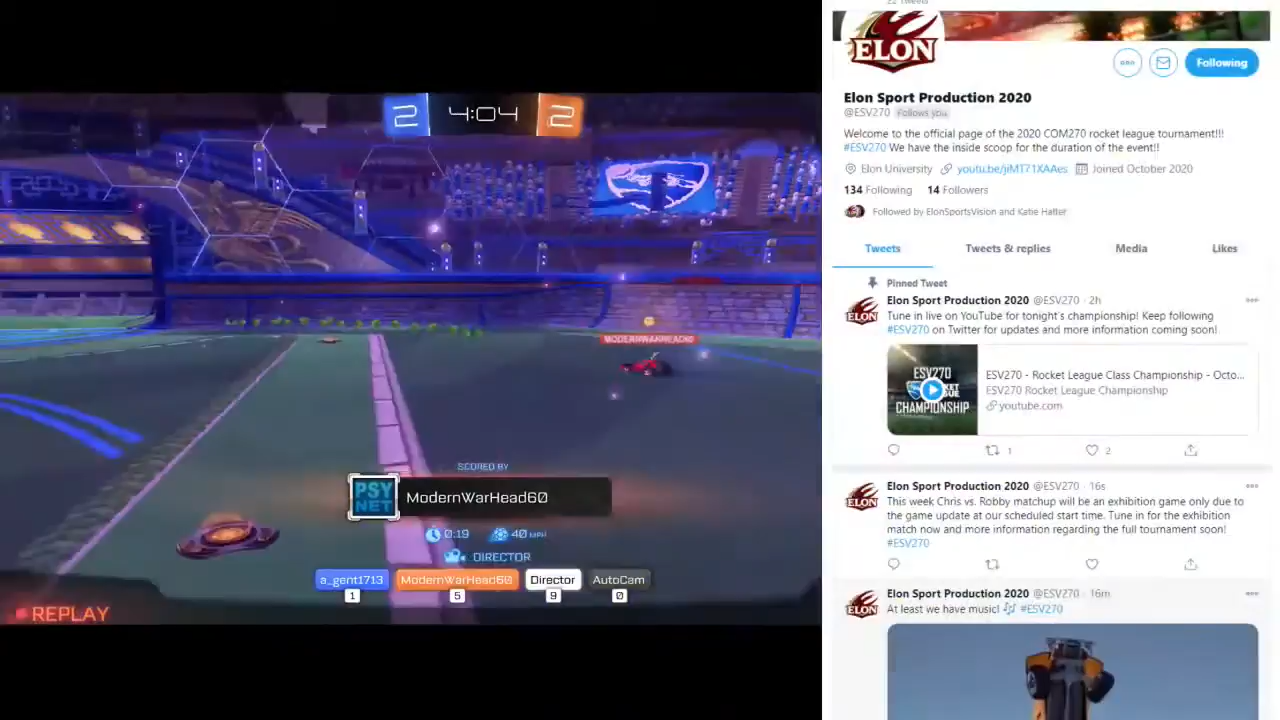 2 4:04 2
MODERNWARHEAD60
SCORED BY
PSY
NET
ModernWarHead60
0:19 40 MPH
DIRECTOR
a_gent1713 ModernWarHead60 Director AutoCam
1 5 9 0
REPLAY
22 Tweets
ELON
Following
Elon Sport Production 2020
@ESV270 Follows you
Welcome to the official page of the 2020 COM270 rocket league tournament!!!
#ESV270 We have the inside scoop for the duration of the event!!
Elon University youtu.be/jiMT71XAAes Joined October 2020
134 Following 14 Followers
Followed by ElonSportsVision and Katie Hatter
Tweets Tweets & replies Media Likes
Pinned Tweet
Elon Sport Production 2020 @ESV270 · 2h
Tune in live on YouTube for tonight's championship! Keep following
#ESV270 on Twitter for updates and more information coming soon!
ELON
ESV270
CHAMPIONSHIP
ESV270 - Rocket League Class Championship - Octo...
ESV270 Rocket League Championship
youtube.com
1 2
Elon Sport Production 2020 @ESV270 · 16s
This week Chris vs. Robby matchup will be an exhibition game only due to
the game update at our scheduled start time. Tune in for the exhibition
match now and more information regarding the full tournament soon!
#ESV270
ELON
Elon Sport Production 2020 @ESV270 · 16m
At least we have music! 🎶 #ESV270
ELON